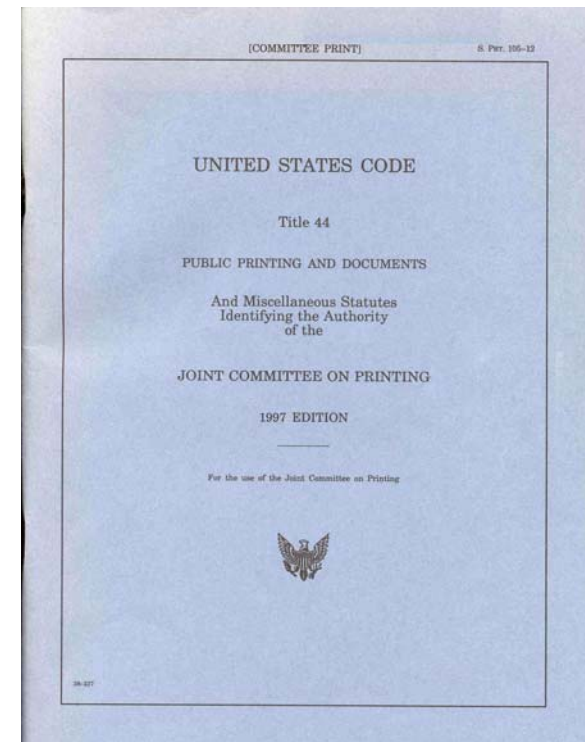 [COMMITTEE PRINT]
S. PRT. 105–12
UNITED STATES CODE
Title 44
PUBLIC PRINTING AND DOCUMENTS
And Miscellaneous Statutes
Identifying the Authority
of the
JOINT COMMITTEE ON PRINTING
1997 EDITION
For the use of the Joint Committee on Printing